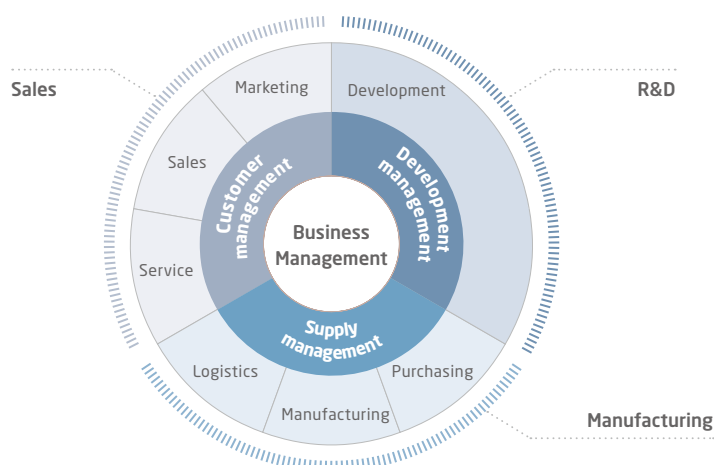 Sales
R&D
Marketing
Development
Sales
Service
Customer
management
Development
management
Business
Management
Supply
management
Logistics
Purchasing
Manufacturing
Manufacturing